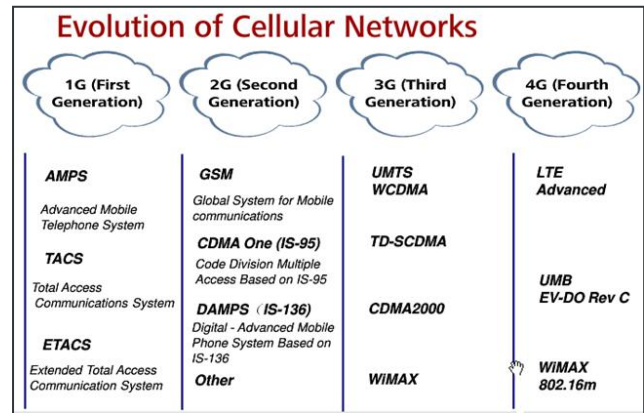 Evolution of Cellular Networks
1G (First
Generation)
2G (Second
Generation)
3G (Third
Generation)
4G (Fourth
Generation)
AMPS
Advanced Mobile
Telephone System
TACS
Total Access
Communications System
ETACS
Extended Total Access
Communication System
GSM
Global System for Mobile
communications
CDMA One (IS-95)
Code Division Multiple
Access Based on IS-95
DAMPS (IS-136)
Digital - Advanced Mobile
Phone System Based on
IS-136
Other
UMTS
WCDMA
TD-SCDMA
CDMA2000
WiMAX
LTE
Advanced
UMB
EV-DO Rev C
WiMAX
802.16m